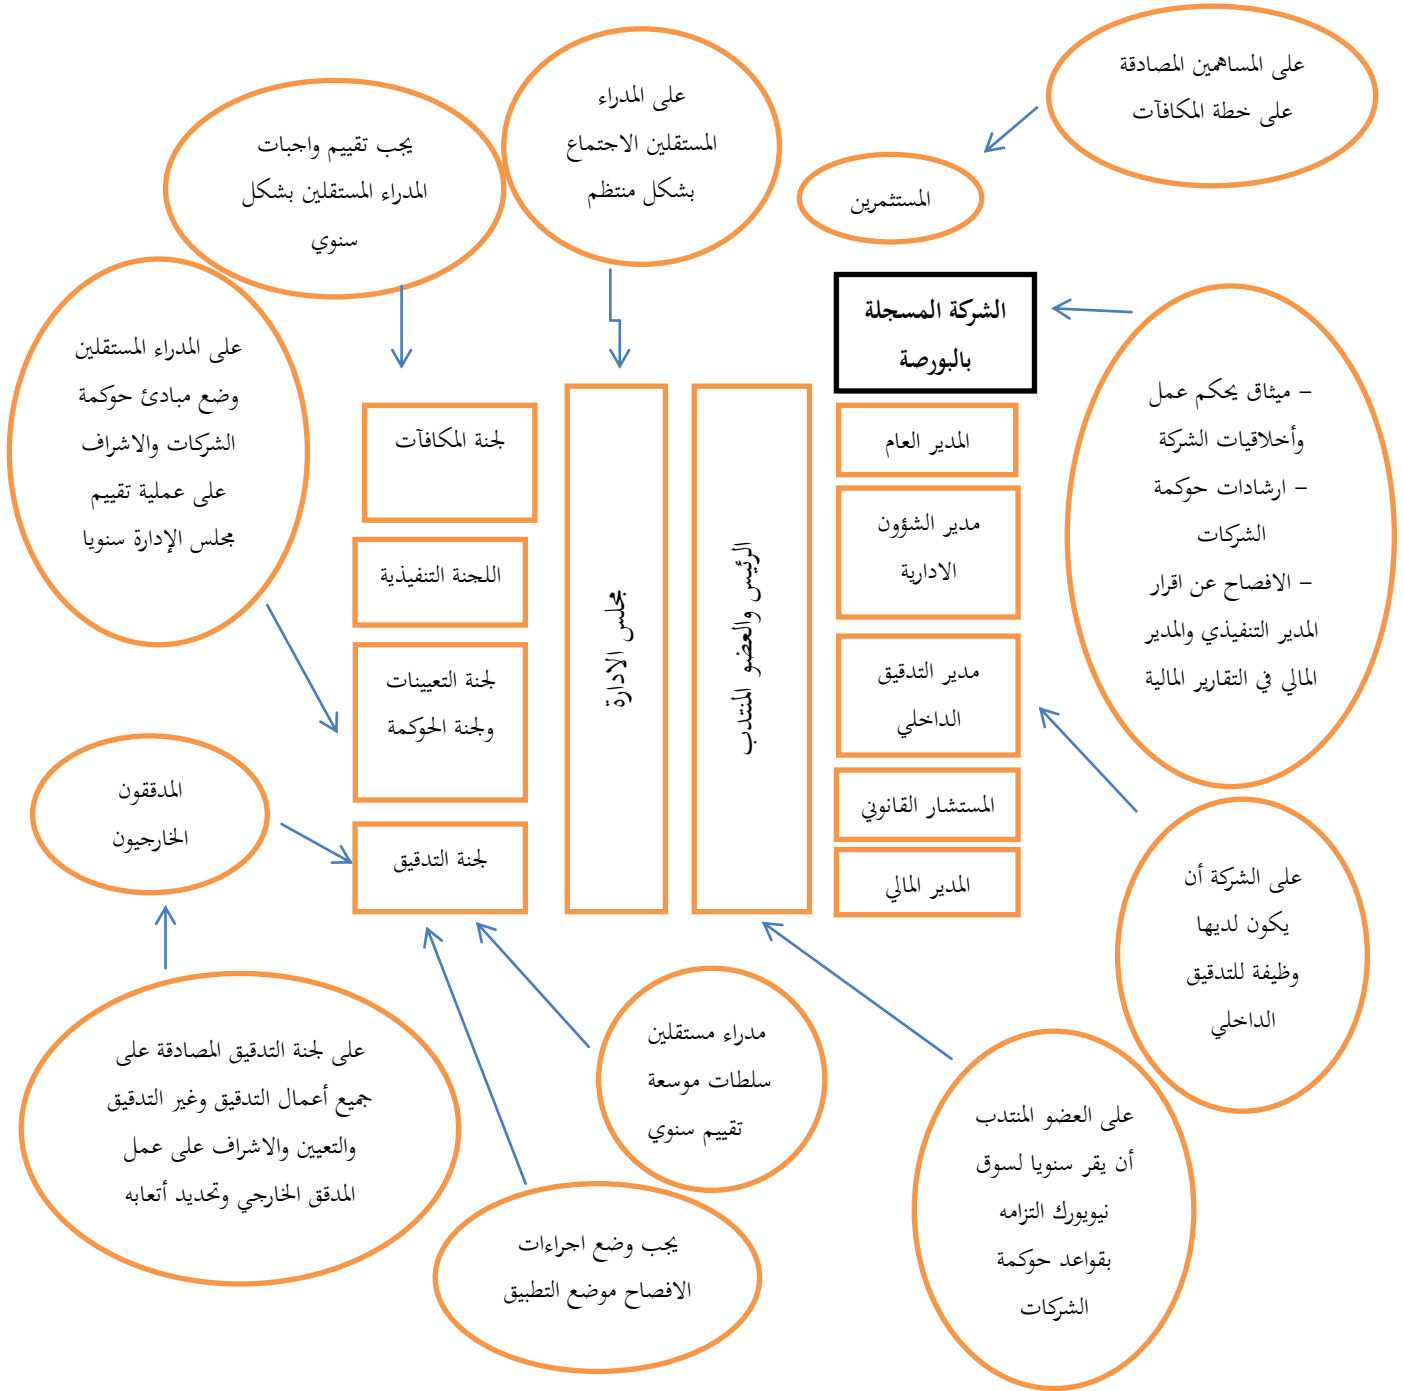 على المساهمين المصادقة
على خطة المكافآت
على المدراء
المستقلين الاجتماع
بشكل منتظم
يجب تقييم واجبات
المدراء المستقلين بشكل
سنوي
المستثمرين
الشركة المسجلة
بالبورصة
– ميثاق يحكم عمل
وأخلاقيات الشركة
– ارشادات حوكمة
الشركات
– الافصاح عن اقرار
المدير التنفيذي والمدير
المالي في التقارير المالية
على المدراء المستقلين
وضع مبادئ حوكمة
الشركات والاشراف
على عملية تقييم
مجلس الإدارة سنويا
المدير العام
مدير الشؤون
الادارية
مدير التدقيق
الداخلي
المستشار القانوني
المدير المالي
الرئيس والعضو المنتدب
مجلس الادارة
لجنة المكافآت
اللجنة التنفيذية
لجنة التعيينات
ولجنة الحوكمة
لجنة التدقيق
المدققون
الخارجيون
على الشركة أن
يكون لديها
وظيفة للتدقيق
الداخلي
على العضو المنتدب
أن يقر سنويا لسوق
نيويورك التزامه
بقواعد حوكمة
الشركات
مدراء مستقلين
سلطات موسعة
تقييم سنوي
على لجنة التدقيق المصادقة على
جميع أعمال التدقيق وغير التدقيق
والتعيين والاشراف على عمل
المدقق الخارجي وتحديد أتعابه
يجب وضع اجراءات
الافصاح موضع التطبيق